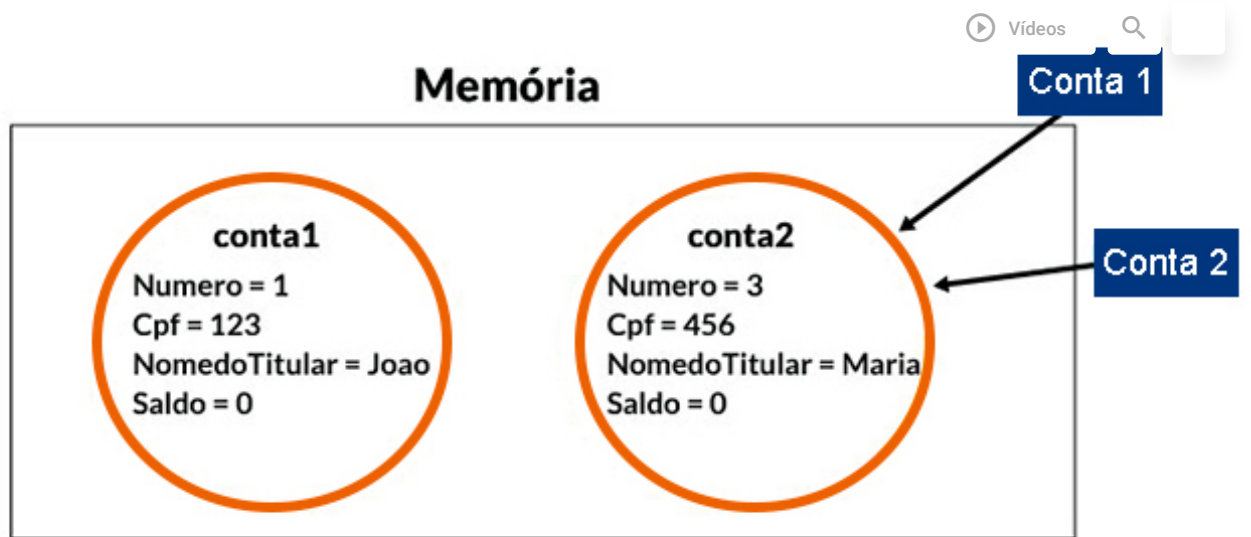 Vídeos
Memória
Conta 1
conta1
Numero = 1
Cpf = 123
NomedoTitular = Joao
Saldo = 0
conta2
Numero = 3
Cpf = 456
NomedoTitular = Maria
Saldo = 0
Conta 2